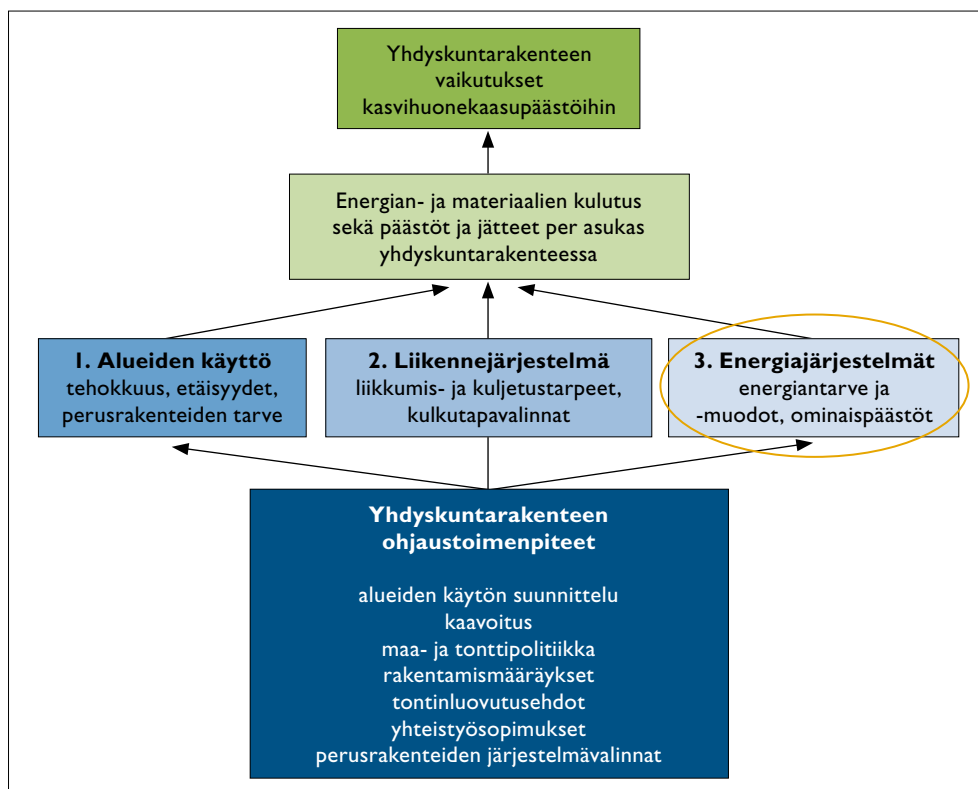 Yhdyskuntarakenteen
vaikutukset
kasvihuonekaasupäästöihin
Energian- ja materiaalien kulutus
sekä päästöt ja jätteet per asukas
yhdyskuntarakenteessa
1. Alueiden käyttö
tehokkuus, etäisyydet,
perusrakenteiden tarve
2. Liikennejärjestelmä
liikkumis- ja kuljetustarpeet,
kulkutapavalinnat
3. Energiajärjestelmät
energiantarve ja
-muodot, ominaispäästöt
Yhdyskuntarakenteen
ohjaustoimenpiteet
alueiden käytön suunnittelu
kaavoitus
maa- ja tonttipolitiikka
rakentamismääräykset
tontinluovutusehdot
yhteistyösopimukset
perusrakenteiden järjestelmävalinnat